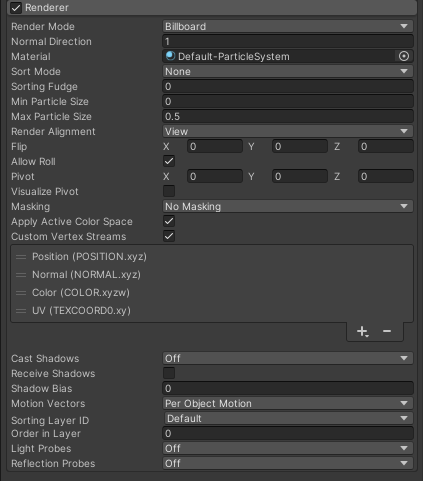 Renderer
Render Mode Billboard
Normal Direction 1
Material Default-ParticleSystem
Sort Mode None
Sorting Fudge 0
Min Particle Size 0
Max Particle Size 0.5
Render Alignment View
Flip X 0 Y 0 Z 0
Allow Roll
Pivot X 0 Y 0 Z 0
Visualize Pivot
Masking No Masking
Apply Active Color Space
Custom Vertex Streams
Position (POSITION.xyz)
Normal (NORMAL.xyz)
Color (COLOR.xyzw)
UV (TEXCOORD0.xy)
Cast Shadows Off
Receive Shadows
Shadow Bias 0
Motion Vectors Per Object Motion
Sorting Layer ID Default
Order in Layer 0
Light Probes Off
Reflection Probes Off